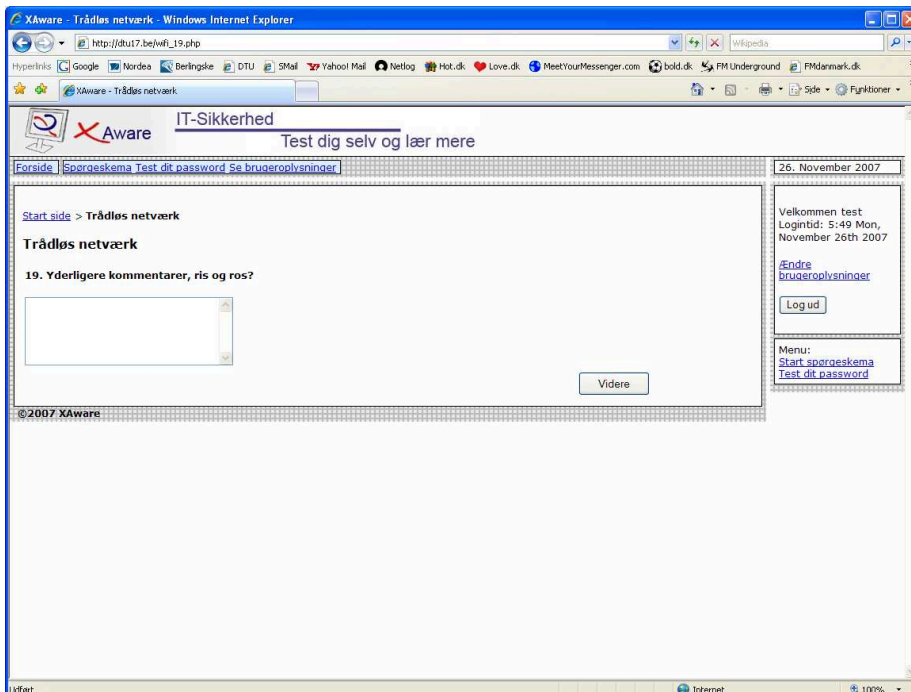 XAware - Trådløs netværk - Windows Internet Explorer
http://dtu17.be/wifi_19.php
Wikipedia
Hyperlinks Google Nordea Berlingske DTU SMail Yahoo! Mail Netlog Hot.dk Love.dk MeetYourMessenger.com bold.dk FM Underground FMdanmark.dk
XAware - Trådløs netværk
Side Funktioner
X Aware
IT-Sikkerhed
Test dig selv og lær mere
Forside Spørgeskema Test dit password Se brugeroplysninger
26. November 2007
Start side > Trådløs netværk
Trådløs netværk
19. Yderligere kommentarer, ris og ros?
Videre
©2007 XAware
Velkommen test
Logintid: 5:49 Mon,
November 26th 2007
Ændre
brugeroplysninger
Log ud
Menu:
Start spørgeskema
Test dit password
Udført
Internet
100%